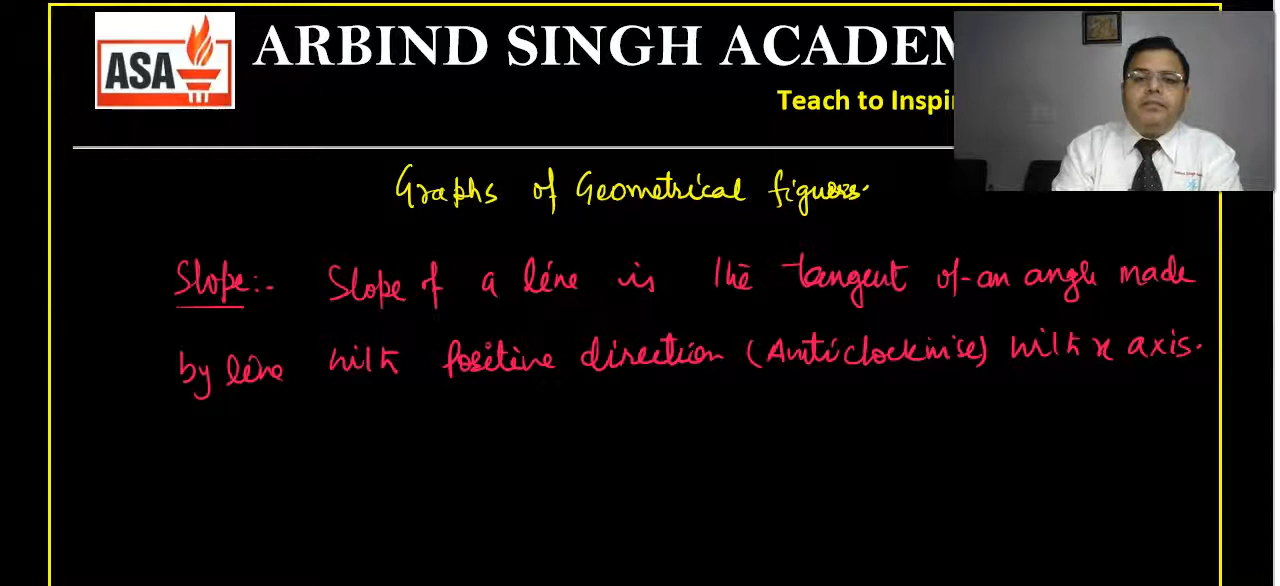 ASA
ARBIND SINGH ACADEM
Teach to Inspi
Graphs of Geometrical figures.
Slope:- Slope of a line is the tangent of an angle made
by line with positive direction (Anticlockwise) with x axis.